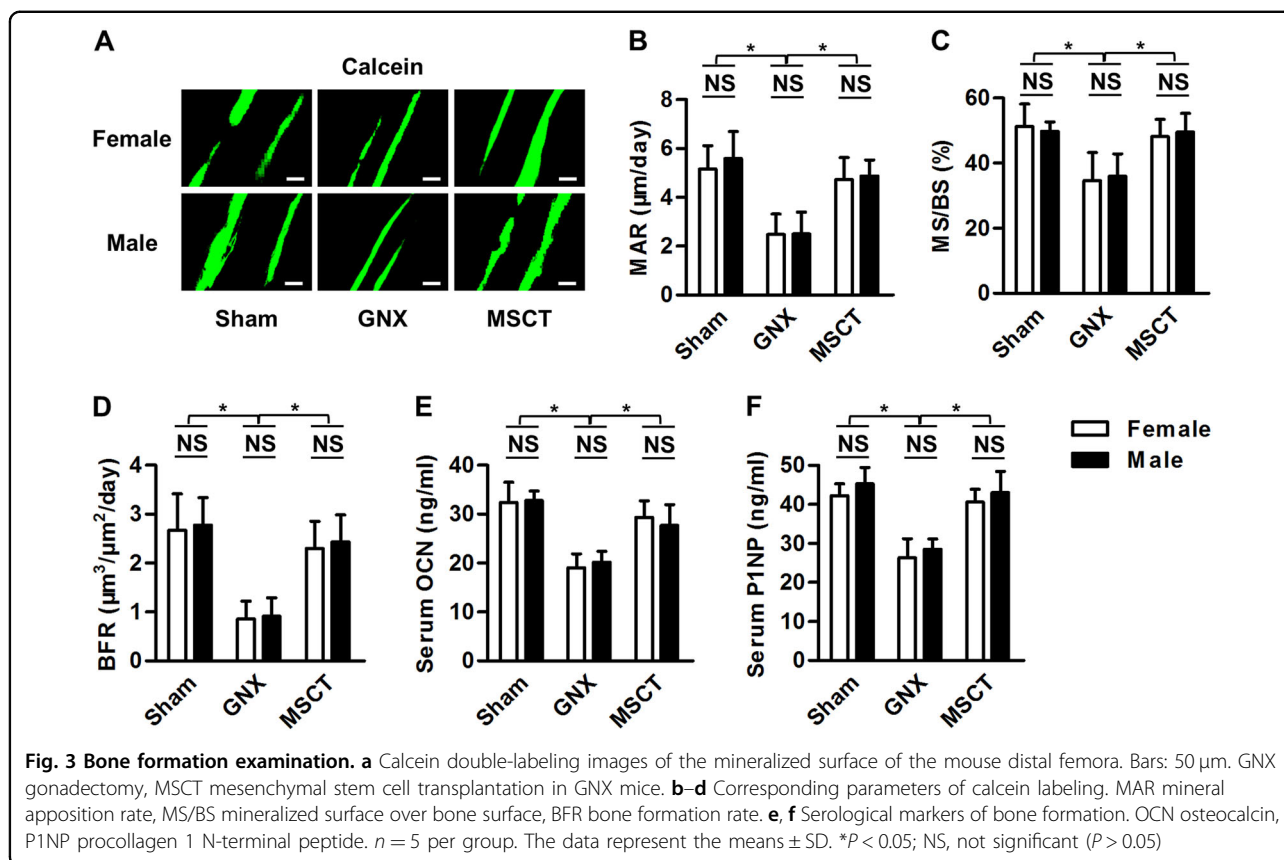 A
Calcein
Female
Male
Sham GNX MSCT
B
* *
NS NS NS
MAR (µm/day)
8
6
4
2
0
Sham GNX MSCT
C
* *
NS NS NS
MS/BS (%)
60
40
20
0
Sham GNX MSCT
D
* *
NS NS NS
BFR (µm³/µm²/day)
4
3
2
1
0
Sham GNX MSCT
E
* *
NS NS NS
Serum OCN (ng/ml)
40
30
20
10
0
Sham GNX MSCT
F
* *
NS NS NS
Serum P1NP (ng/ml)
50
40
30
20
10
0
Sham GNX MSCT
Female
Male
Fig. 3 Bone formation examination. a Calcein double-labeling images of the mineralized surface of the mouse distal femora. Bars: 50 µm. GNX
gonadectomy, MSCT mesenchymal stem cell transplantation in GNX mice. b–d Corresponding parameters of calcein labeling. MAR mineral
apposition rate, MS/BS mineralized surface over bone surface, BFR bone formation rate. e, f Serological markers of bone formation. OCN osteocalcin,
P1NP procollagen 1 N-terminal peptide. n = 5 per group. The data represent the means ± SD. *P < 0.05; NS, not significant (P > 0.05)